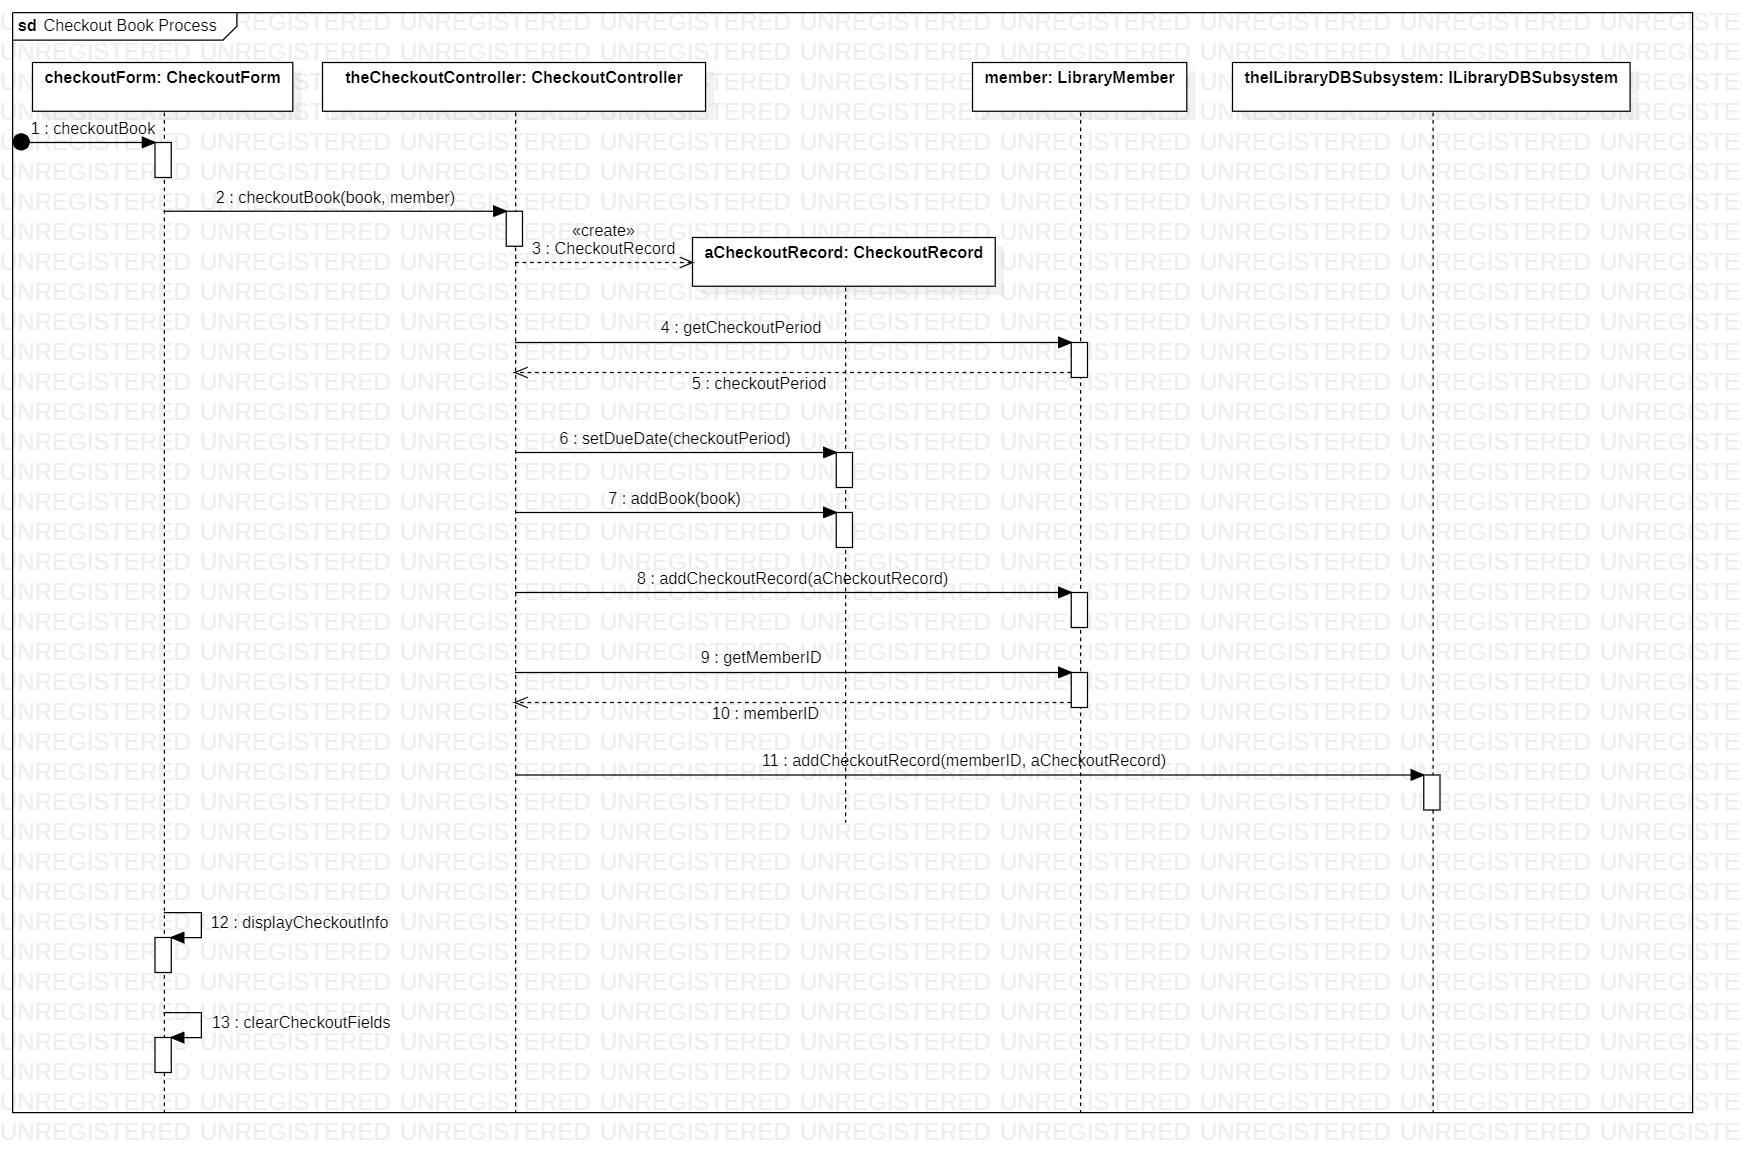 sd Checkout Book Process
checkoutForm: CheckoutForm
theCheckoutController: CheckoutController
member: LibraryMember
theILibraryDBSubsystem: ILibraryDBSubsystem
1 : checkoutBook
2 : checkoutBook(book, member)
«create»
3 : CheckoutRecord
aCheckoutRecord: CheckoutRecord
4 : getCheckoutPeriod
5 : checkoutPeriod
6 : setDueDate(checkoutPeriod)
7 : addBook(book)
8 : addCheckoutRecord(aCheckoutRecord)
9 : getMemberID
10 : memberID
11 : addCheckoutRecord(memberID, aCheckoutRecord)
12 : displayCheckoutInfo
13 : clearCheckoutFields
UNREGISTERED UNREGISTERED UNREGISTERED UNREGISTERED UNREGISTERED UNREGISTERED UNREGISTERED UNREGISTERED